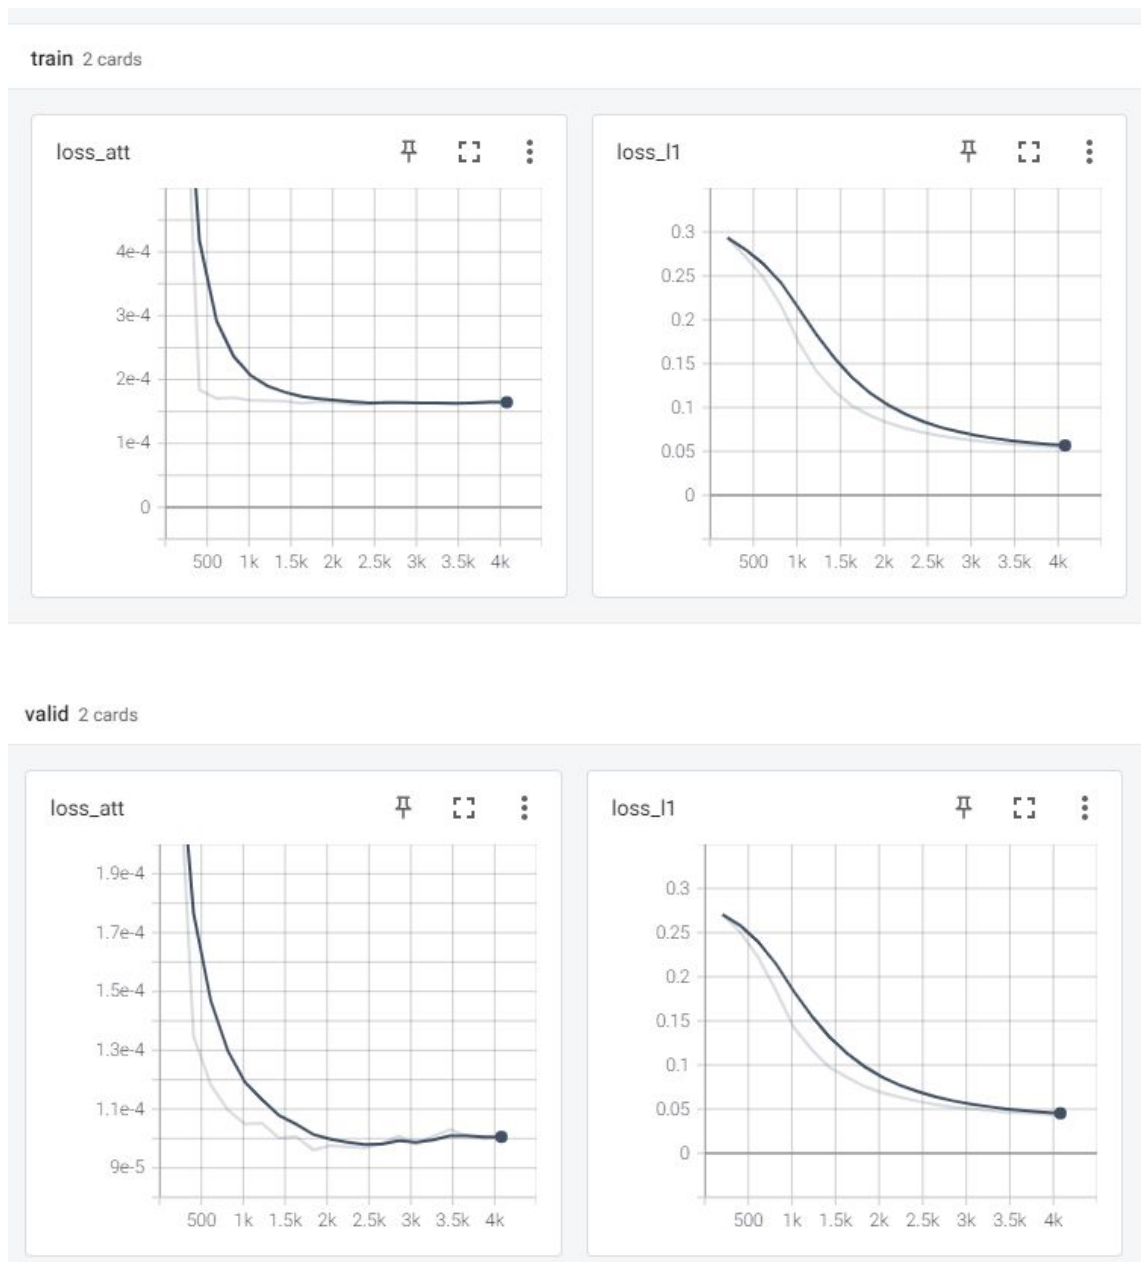 train 2 cards
loss_att
4e-4
3e-4
2e-4
1e-4
0
500 1k 1.5k 2k 2.5k 3k 3.5k 4k
loss_l1
0.3
0.25
0.2
0.15
0.1
0.05
0
500 1k 1.5k 2k 2.5k 3k 3.5k 4k
valid 2 cards
loss_att
1.9e-4
1.7e-4
1.5e-4
1.3e-4
1.1e-4
9e-5
500 1k 1.5k 2k 2.5k 3k 3.5k 4k
loss_l1
0.3
0.25
0.2
0.15
0.1
0.05
0
500 1k 1.5k 2k 2.5k 3k 3.5k 4k